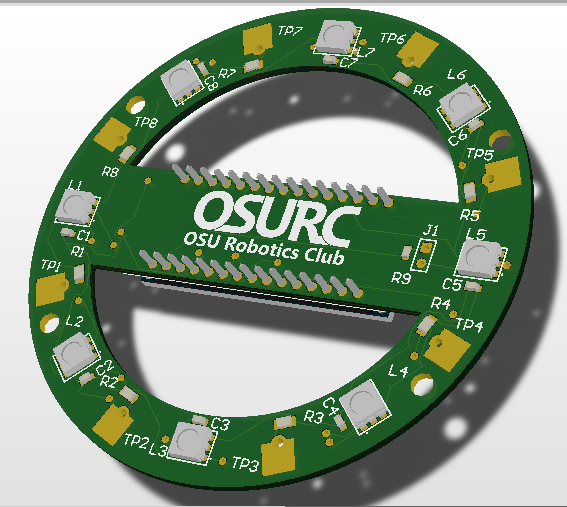 TP7
L7
C7
TP6
R6
L6
C6
R7
C8
TP8
R8
TP5
R5
L1
C1
OSURC
OSU Robotics Club
J1
R9
L5
C5
R1
TP1
L2
C2
R2
TP2
L3
C3
TP3
R3
C4
L4
R4
TP4